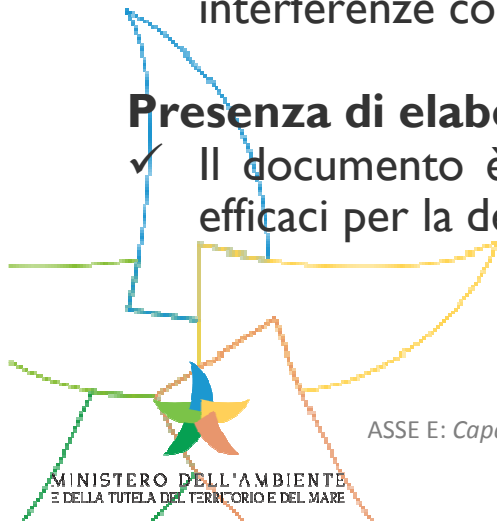 interferenze co
Presenza di elabo
✓ Il documento è
efficaci per la de
ASSE E: Capa
MINISTERO DELL'AMBIENTE
E DELLA TUTELA DEL TERRITORIO E DEL MARE